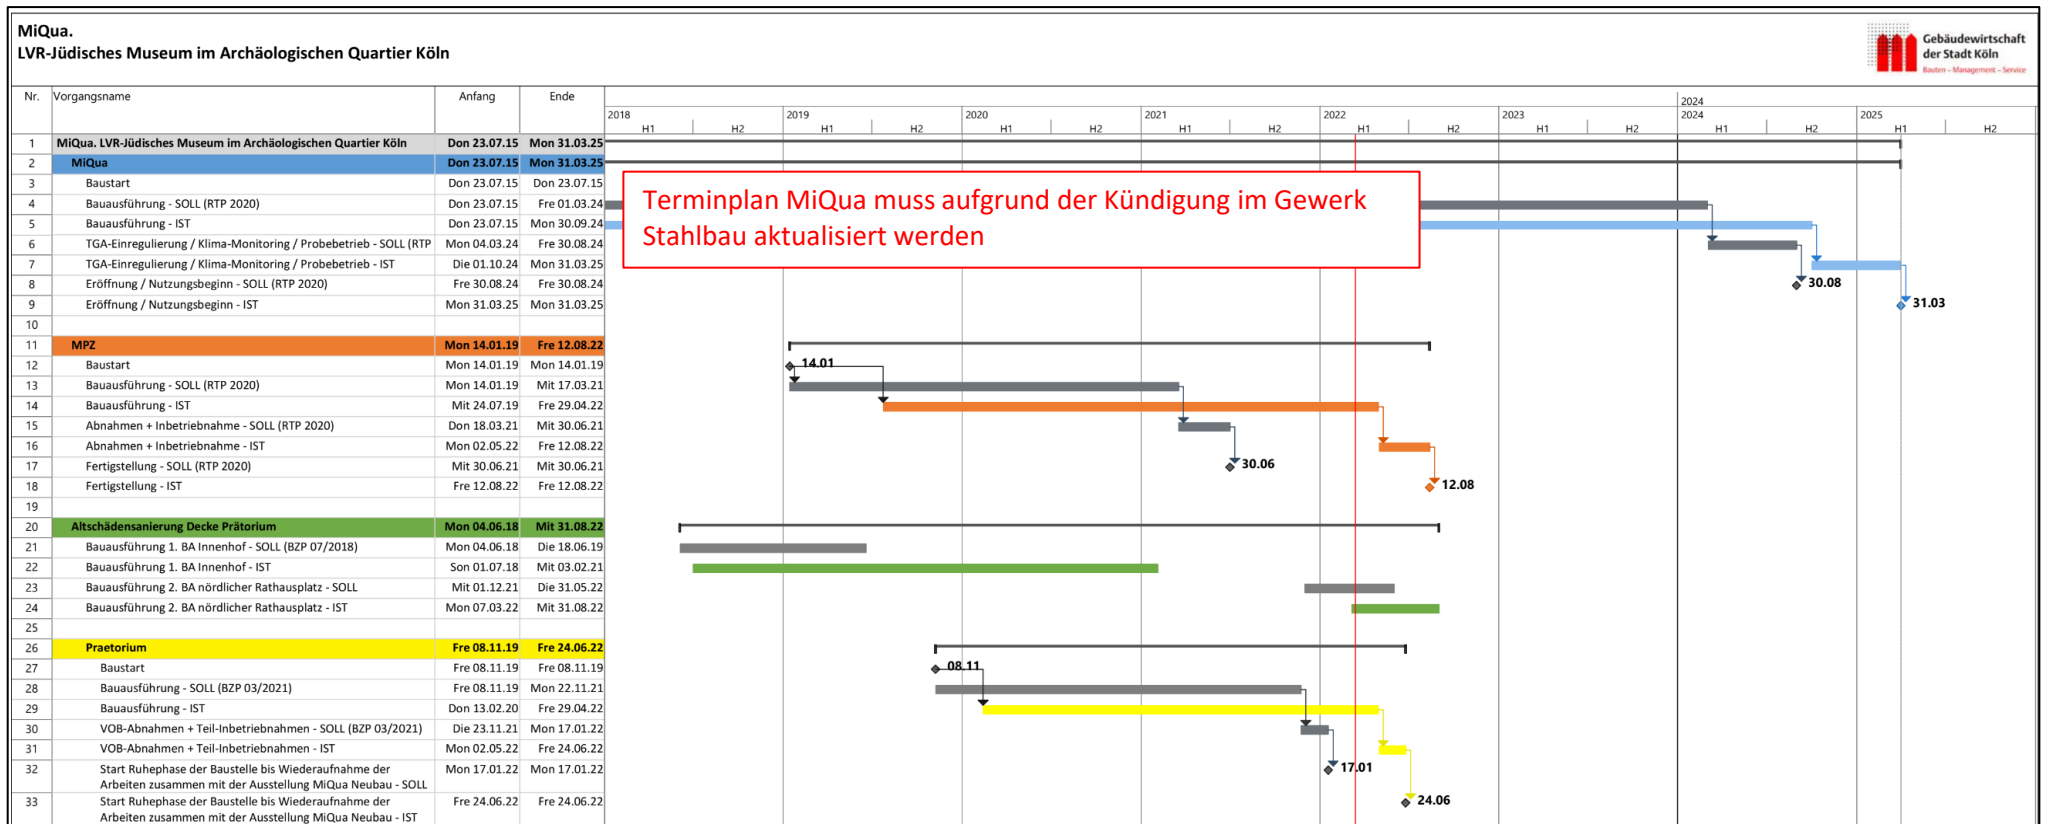 MiQua.
LVR-Jüdisches Museum im Archäologischen Quartier Köln
Gebäudewirtschaft
der Stadt Köln
Bauten – Management – Service
Nr. Vorgangsname Anfang Ende
2024
2018 2019 2020 2021 2022 2023 2024 2025
H1 H2 H1 H2 H1 H2 H1 H2 H1 H2 H1 H2 H1 H2 H1 H2
1 MiQua. LVR-Jüdisches Museum im Archäologischen Quartier Köln Don 23.07.15 Mon 31.03.25
2 MiQua Don 23.07.15 Mon 31.03.25
3 Baustart Don 23.07.15 Don 23.07.15
4 Bauausführung - SOLL (RTP 2020) Don 23.07.15 Fre 01.03.24
5 Bauausführung - IST Don 23.07.15 Mon 30.09.24
Terminplan MiQua muss aufgrund der Kündigung im Gewerk
Stahlbau aktualisiert werden
6 TGA-Einregulierung / Klima-Monitoring / Probebetrieb - SOLL (RTP Mon 04.03.24 Fre 30.08.24
7 TGA-Einregulierung / Klima-Monitoring / Probebetrieb - IST Die 01.10.24 Mon 31.03.25
8 Eröffnung / Nutzungsbeginn - SOLL (RTP 2020) Fre 30.08.24 Fre 30.08.24 30.08
9 Eröffnung / Nutzungsbeginn - IST Mon 31.03.25 Mon 31.03.25 31.03
10
11 MPZ Mon 14.01.19 Fre 12.08.22
12 Baustart Mon 14.01.19 Mon 14.01.19 14.01
13 Bauausführung - SOLL (RTP 2020) Mon 14.01.19 Mit 17.03.21
14 Bauausführung - IST Mit 24.07.19 Fre 29.04.22
15 Abnahmen + Inbetriebnahme - SOLL (RTP 2020) Don 18.03.21 Mit 30.06.21
16 Abnahmen + Inbetriebnahme - IST Mon 02.05.22 Fre 12.08.22
17 Fertigstellung - SOLL (RTP 2020) Mit 30.06.21 Mit 30.06.21 30.06
18 Fertigstellung - IST Fre 12.08.22 Fre 12.08.22 12.08
19
20 Altschädensanierung Decke Prätorium Mon 04.06.18 Mit 31.08.22
21 Bauausführung 1. BA Innenhof - SOLL (BZP 07/2018) Mon 04.06.18 Die 18.06.19
22 Bauausführung 1. BA Innenhof - IST Son 01.07.18 Mit 03.02.21
23 Bauausführung 2. BA nördlicher Rathausplatz - SOLL Mit 01.12.21 Die 31.05.22
24 Bauausführung 2. BA nördlicher Rathausplatz - IST Mon 07.03.22 Mit 31.08.22
25
26 Praetorium Fre 08.11.19 Fre 24.06.22
27 Baustart Fre 08.11.19 Fre 08.11.19 08.11
28 Bauausführung - SOLL (BZP 03/2021) Fre 08.11.19 Mon 22.11.21
29 Bauausführung - IST Don 13.02.20 Fre 29.04.22
30 VOB-Abnahmen + Teil-Inbetriebnahmen - SOLL (BZP 03/2021) Die 23.11.21 Mon 17.01.22
31 VOB-Abnahmen + Teil-Inbetriebnahmen - IST Mon 02.05.22 Fre 24.06.22
32 Start Ruhephase der Baustelle bis Wiederaufnahme der Mon 17.01.22 Mon 17.01.22 17.01
Arbeiten zusammen mit der Ausstellung MiQua Neubau - SOLL
33 Start Ruhephase der Baustelle bis Wiederaufnahme der Fre 24.06.22 Fre 24.06.22 24.06
Arbeiten zusammen mit der Ausstellung MiQua Neubau - IST